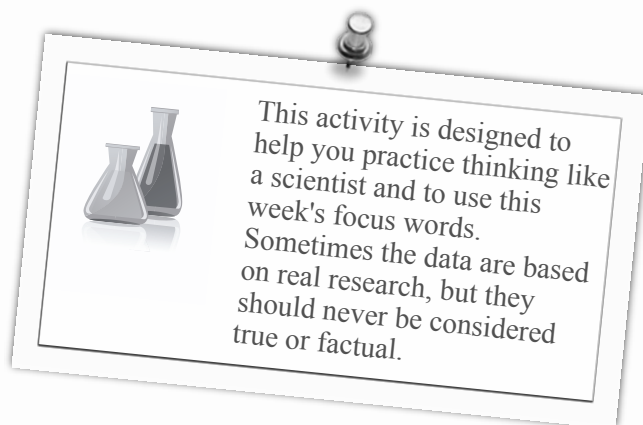 This activity is designed to
help you practice thinking like
a scientist and to use this
week's focus words.
Sometimes the data are based
on real research, but they
should never be considered
true or factual.